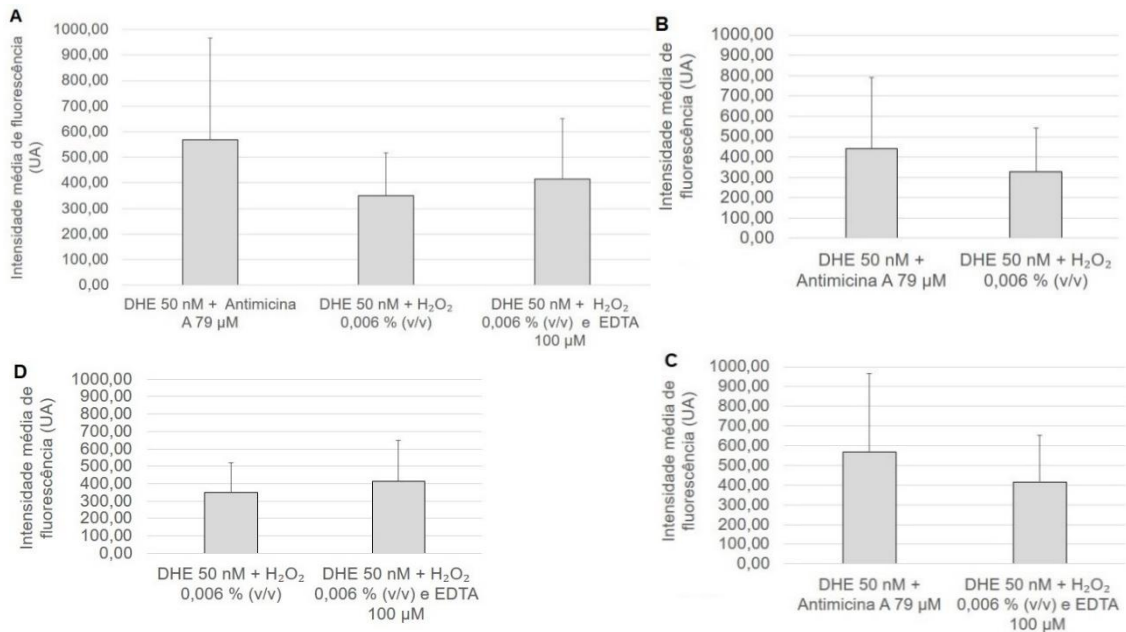 A
Intensidade média de fluorescência
(UA)
1000,00
900,00
800,00
700,00
600,00
500,00
400,00
300,00
200,00
100,00
0,00
DHE 50 nM + Antimicina
A 79 µM
DHE 50 nM + H₂O₂
0,006 % (v/v)
DHE 50 nM + H₂O₂
0,006 % (v/v) e EDTA
100 µM
B
Intensidade média de
fluorescência (UA)
1000,00
900,00
800,00
700,00
600,00
500,00
400,00
300,00
200,00
100,00
0,00
DHE 50 nM +
Antimicina A 79 µM
DHE 50 nM + H₂O₂
0,006 % (v/v)
D
Intensidade média de
fluorescência (UA)
1000,00
900,00
800,00
700,00
600,00
500,00
400,00
300,00
200,00
100,00
0,00
DHE 50 nM + H₂O₂
0,006 % (v/v)
DHE 50 nM + H₂O₂
0,006 % (v/v) e EDTA
100 µM
C
Intensidade média de
fluorescência (UA)
1000,00
900,00
800,00
700,00
600,00
500,00
400,00
300,00
200,00
100,00
0,00
DHE 50 nM +
Antimicina A 79 µM
DHE 50 nM + H₂O₂
0,006 % (v/v) e EDTA
100 µM